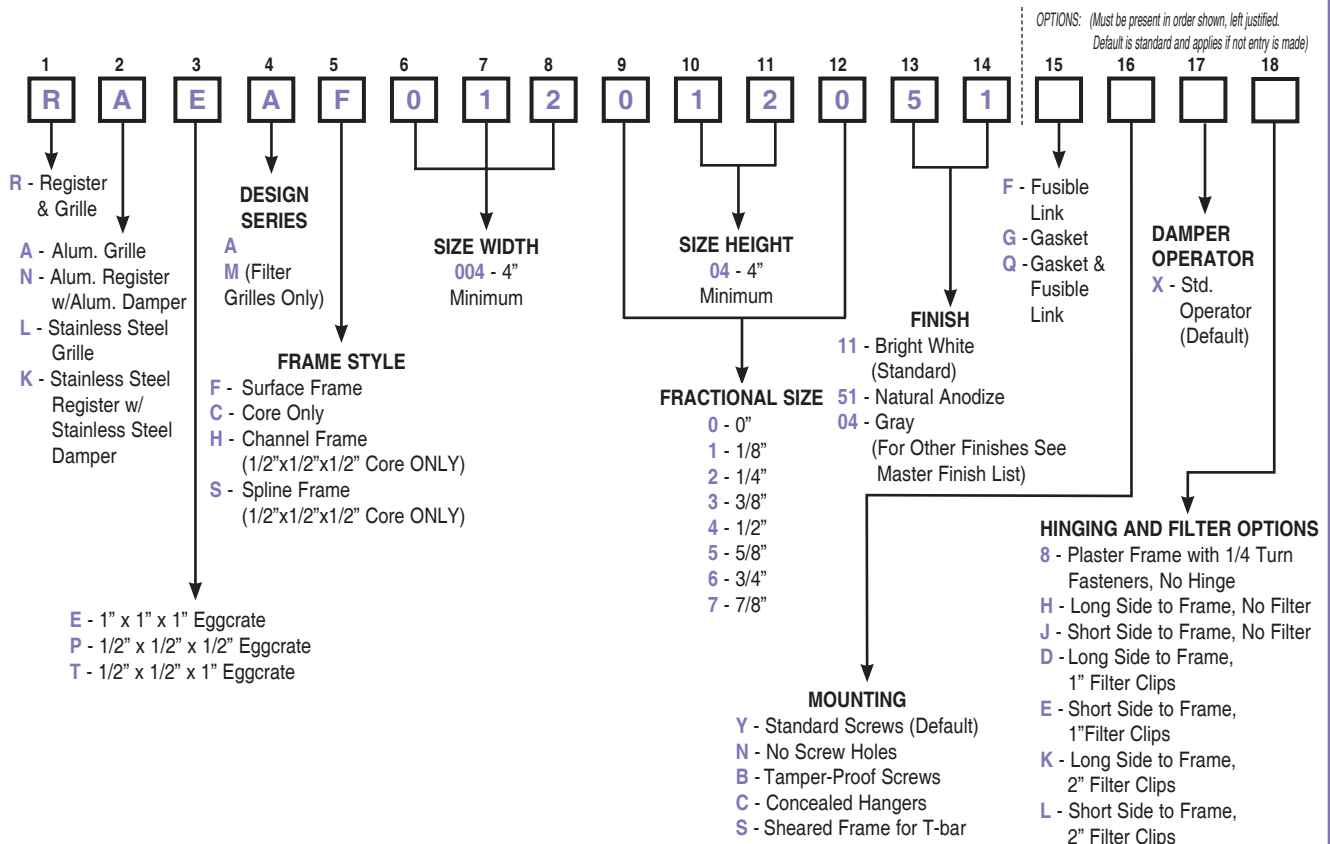 OPTIONS: (Must be present in order shown, left justified.
Default is standard and applies if not entry is made)
1 2 3 4 5 6 7 8 9 10 11 12 13 14 15 16 17 18
R A E A F 0 1 2 0 1 2 0 5 1
R - Register
& Grille
A - Alum. Grille
N - Alum. Register
w/Alum. Damper
L - Stainless Steel
Grille
K - Stainless Steel
Register w/
Stainless Steel
Damper
E - 1" x 1" x 1" Eggcrate
P - 1/2" x 1/2" x 1/2" Eggcrate
T - 1/2" x 1/2" x 1" Eggcrate
DESIGN
SERIES
A
M (Filter
Grilles Only)
FRAME STYLE
F - Surface Frame
C - Core Only
H - Channel Frame
(1/2"x1/2"x1/2" Core ONLY)
S - Spline Frame
(1/2"x1/2"x1/2" Core ONLY)
SIZE WIDTH
004 - 4"
Minimum
SIZE HEIGHT
04 - 4"
Minimum
FRACTIONAL SIZE
0 - 0"
1 - 1/8"
2 - 1/4"
3 - 3/8"
4 - 1/2"
5 - 5/8"
6 - 3/4"
7 - 7/8"
FINISH
11 - Bright White
(Standard)
51 - Natural Anodize
04 - Gray
(For Other Finishes See
Master Finish List)
F - Fusible
Link
G - Gasket
Q - Gasket &
Fusible
Link
MOUNTING
Y - Standard Screws (Default)
N - No Screw Holes
B - Tamper-Proof Screws
C - Concealed Hangers
S - Sheared Frame for T-bar
DAMPER
OPERATOR
X - Std.
Operator
(Default)
HINGING AND FILTER OPTIONS
8 - Plaster Frame with 1/4 Turn
Fasteners, No Hinge
H - Long Side to Frame, No Filter
J - Short Side to Frame, No Filter
D - Long Side to Frame,
1" Filter Clips
E - Short Side to Frame,
1"Filter Clips
K - Long Side to Frame,
2" Filter Clips
L - Short Side to Frame,
2" Filter Clips